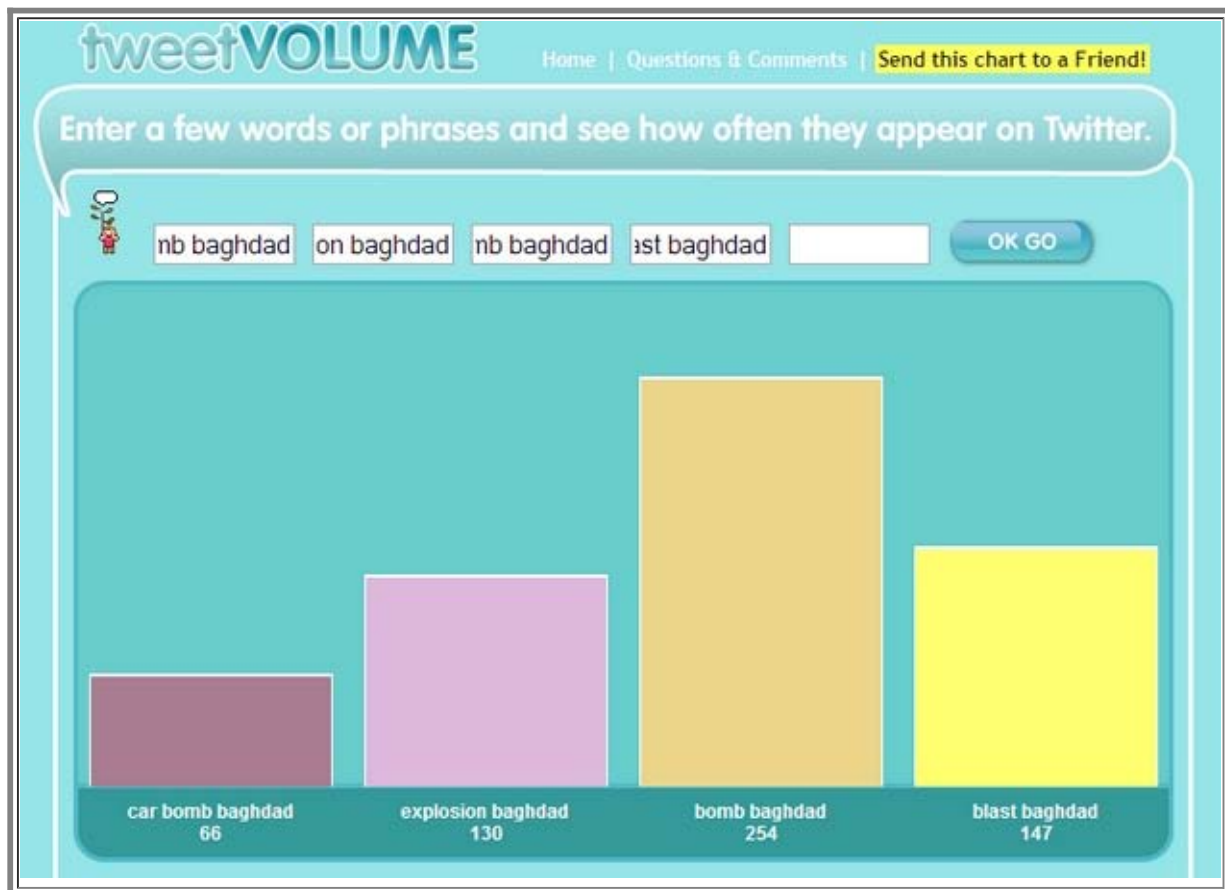 tweetVOLUME
Home | Questions & Comments | Send this chart to a Friend!
Enter a few words or phrases and see how often they appear on Twitter.
nb baghdad on baghdad nb baghdad ast baghdad OK GO
car bomb baghdad explosion baghdad bomb baghdad blast baghdad
66 130 254 147